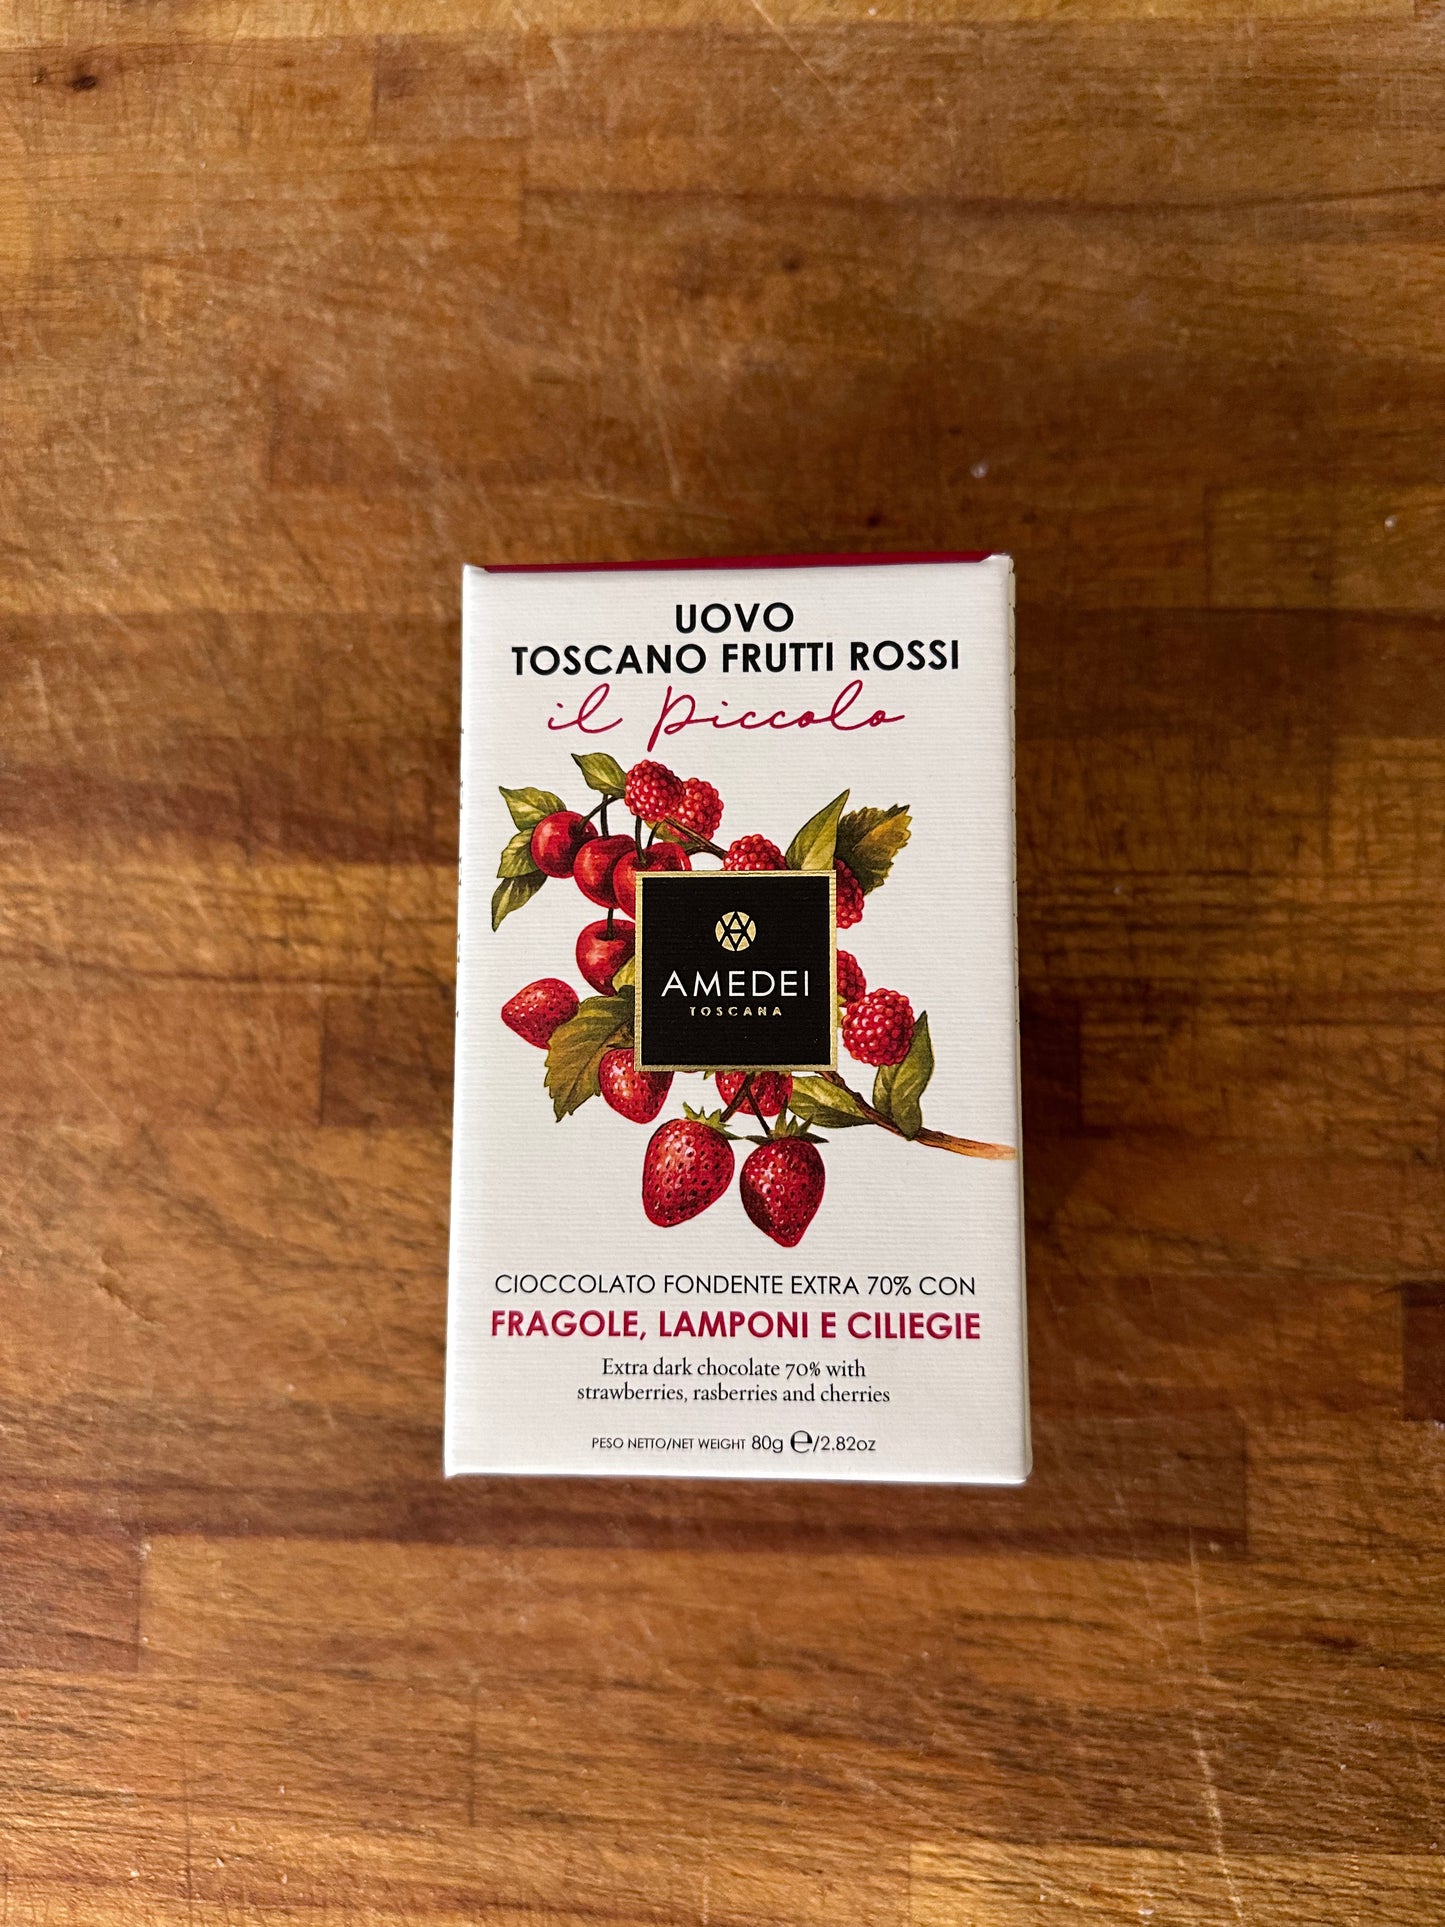 UOVO
TOSCANO FRUTTI ROSSI
il Piccolo
AMEDEI
TOSCANA
CIOCCOLATO FONDENTE EXTRA 70% CON
FRAGOLE, LAMPONI E CILIEGIE
Extra dark chocolate 70% with
strawberries, rasberries and cherries
PESO NETTO/NET WEIGHT 80g ℮/2.82oz